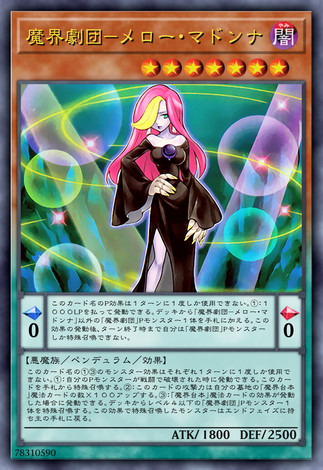 魔界劇団－メロー・マドンナ
やみ
闇
このカード名のP効果は1ターンに1度しか使用できない。①：1
000LPを払って発動できる。デッキから「魔界劇団－メロー・マ
ドンナ」以外の「魔界劇団」Pモンスター1体を手札に加える。この
効果の発動後、ターン終了時まで自分は「魔界劇団」Pモンスター
しか特殊召喚できない。
0
0
【悪魔族／ペンデュラム／効果】
このカード名の①③のモンスター効果はそれぞれ1ターンに1度しか使用で
きない。①：自分のPモンスターが戦闘で破壊された時に発動できる。このカ
ードを手札から特殊召喚する。②：このカードの攻撃力は自分の墓地の「魔界台
本」魔法カードの数×100アップする。③：「魔界台本」魔法カードの効果が発動
した場合に発動できる。デッキからレベル4以下の「魔界劇団」Pモンスター1
体を特殊召喚する。この効果で特殊召喚したモンスターはエンドフェイズに持
ち主の手札に戻る。
ATK/ 1800 DEF/2500
78310590